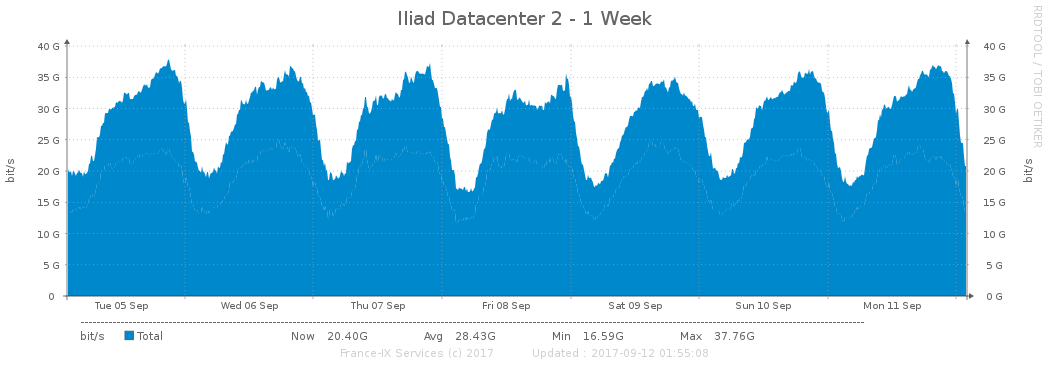 Iliad Datacenter 2 - 1 Week
RRDTOOL / TOBI OETIKER
bit/s
40 G
35 G
30 G
25 G
20 G
15 G
10 G
5 G
0
40 G
35 G
30 G
25 G
20 G
15 G
10 G
5 G
0 G
bit/s
Tue 05 Sep Wed 06 Sep Thu 07 Sep Fri 08 Sep Sat 09 Sep Sun 10 Sep Mon 11 Sep
bit/s Total Now 20.40G Avg 28.43G Min 16.59G Max 37.76G
France-IX Services (c) 2017 Updated : 2017-09-12 01:55:08